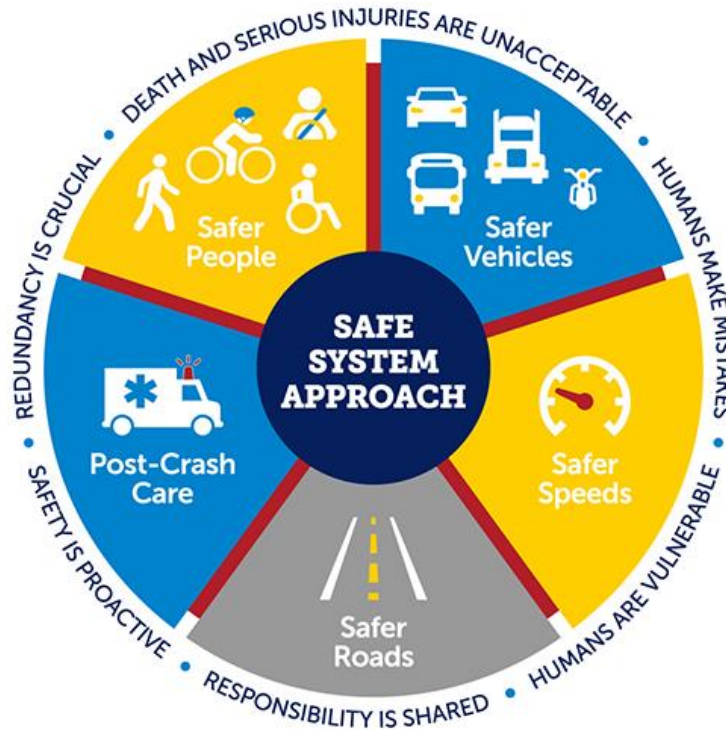 DEATH AND SERIOUS INJURIES ARE UNACCEPTABLE
HUMANS MAKE MISTAKES
HUMANS ARE VULNERABLE
RESPONSIBILITY IS SHARED
SAFETY IS PROACTIVE
REDUNDANCY IS CRUCIAL
Safer
People
Safer
Vehicles
SAFE
SYSTEM
APPROACH
Post-Crash
Care
Safer
Speeds
Safer
Roads